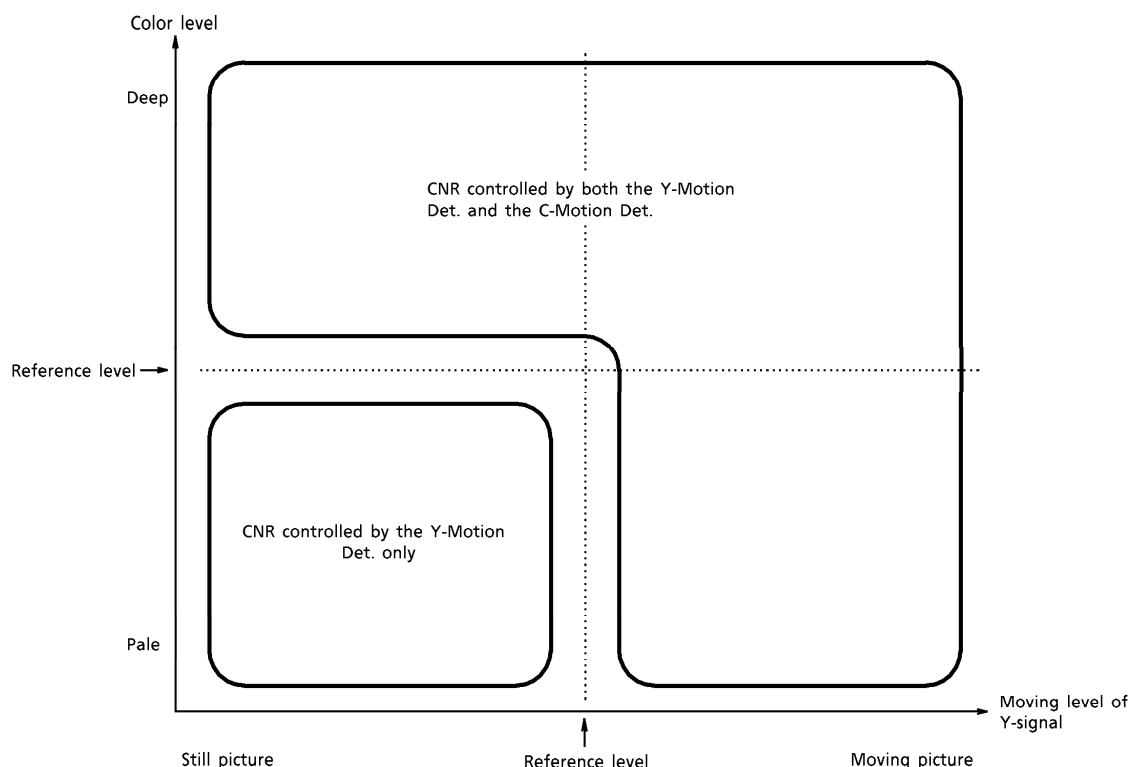 Color level
Deep
CNR controlled by both the Y-Motion
Det. and the C-Motion Det.
Reference level
CNR controlled by the Y-Motion
Det. only
Pale
Moving level of
Y-signal
Still picture
Reference level
Moving picture